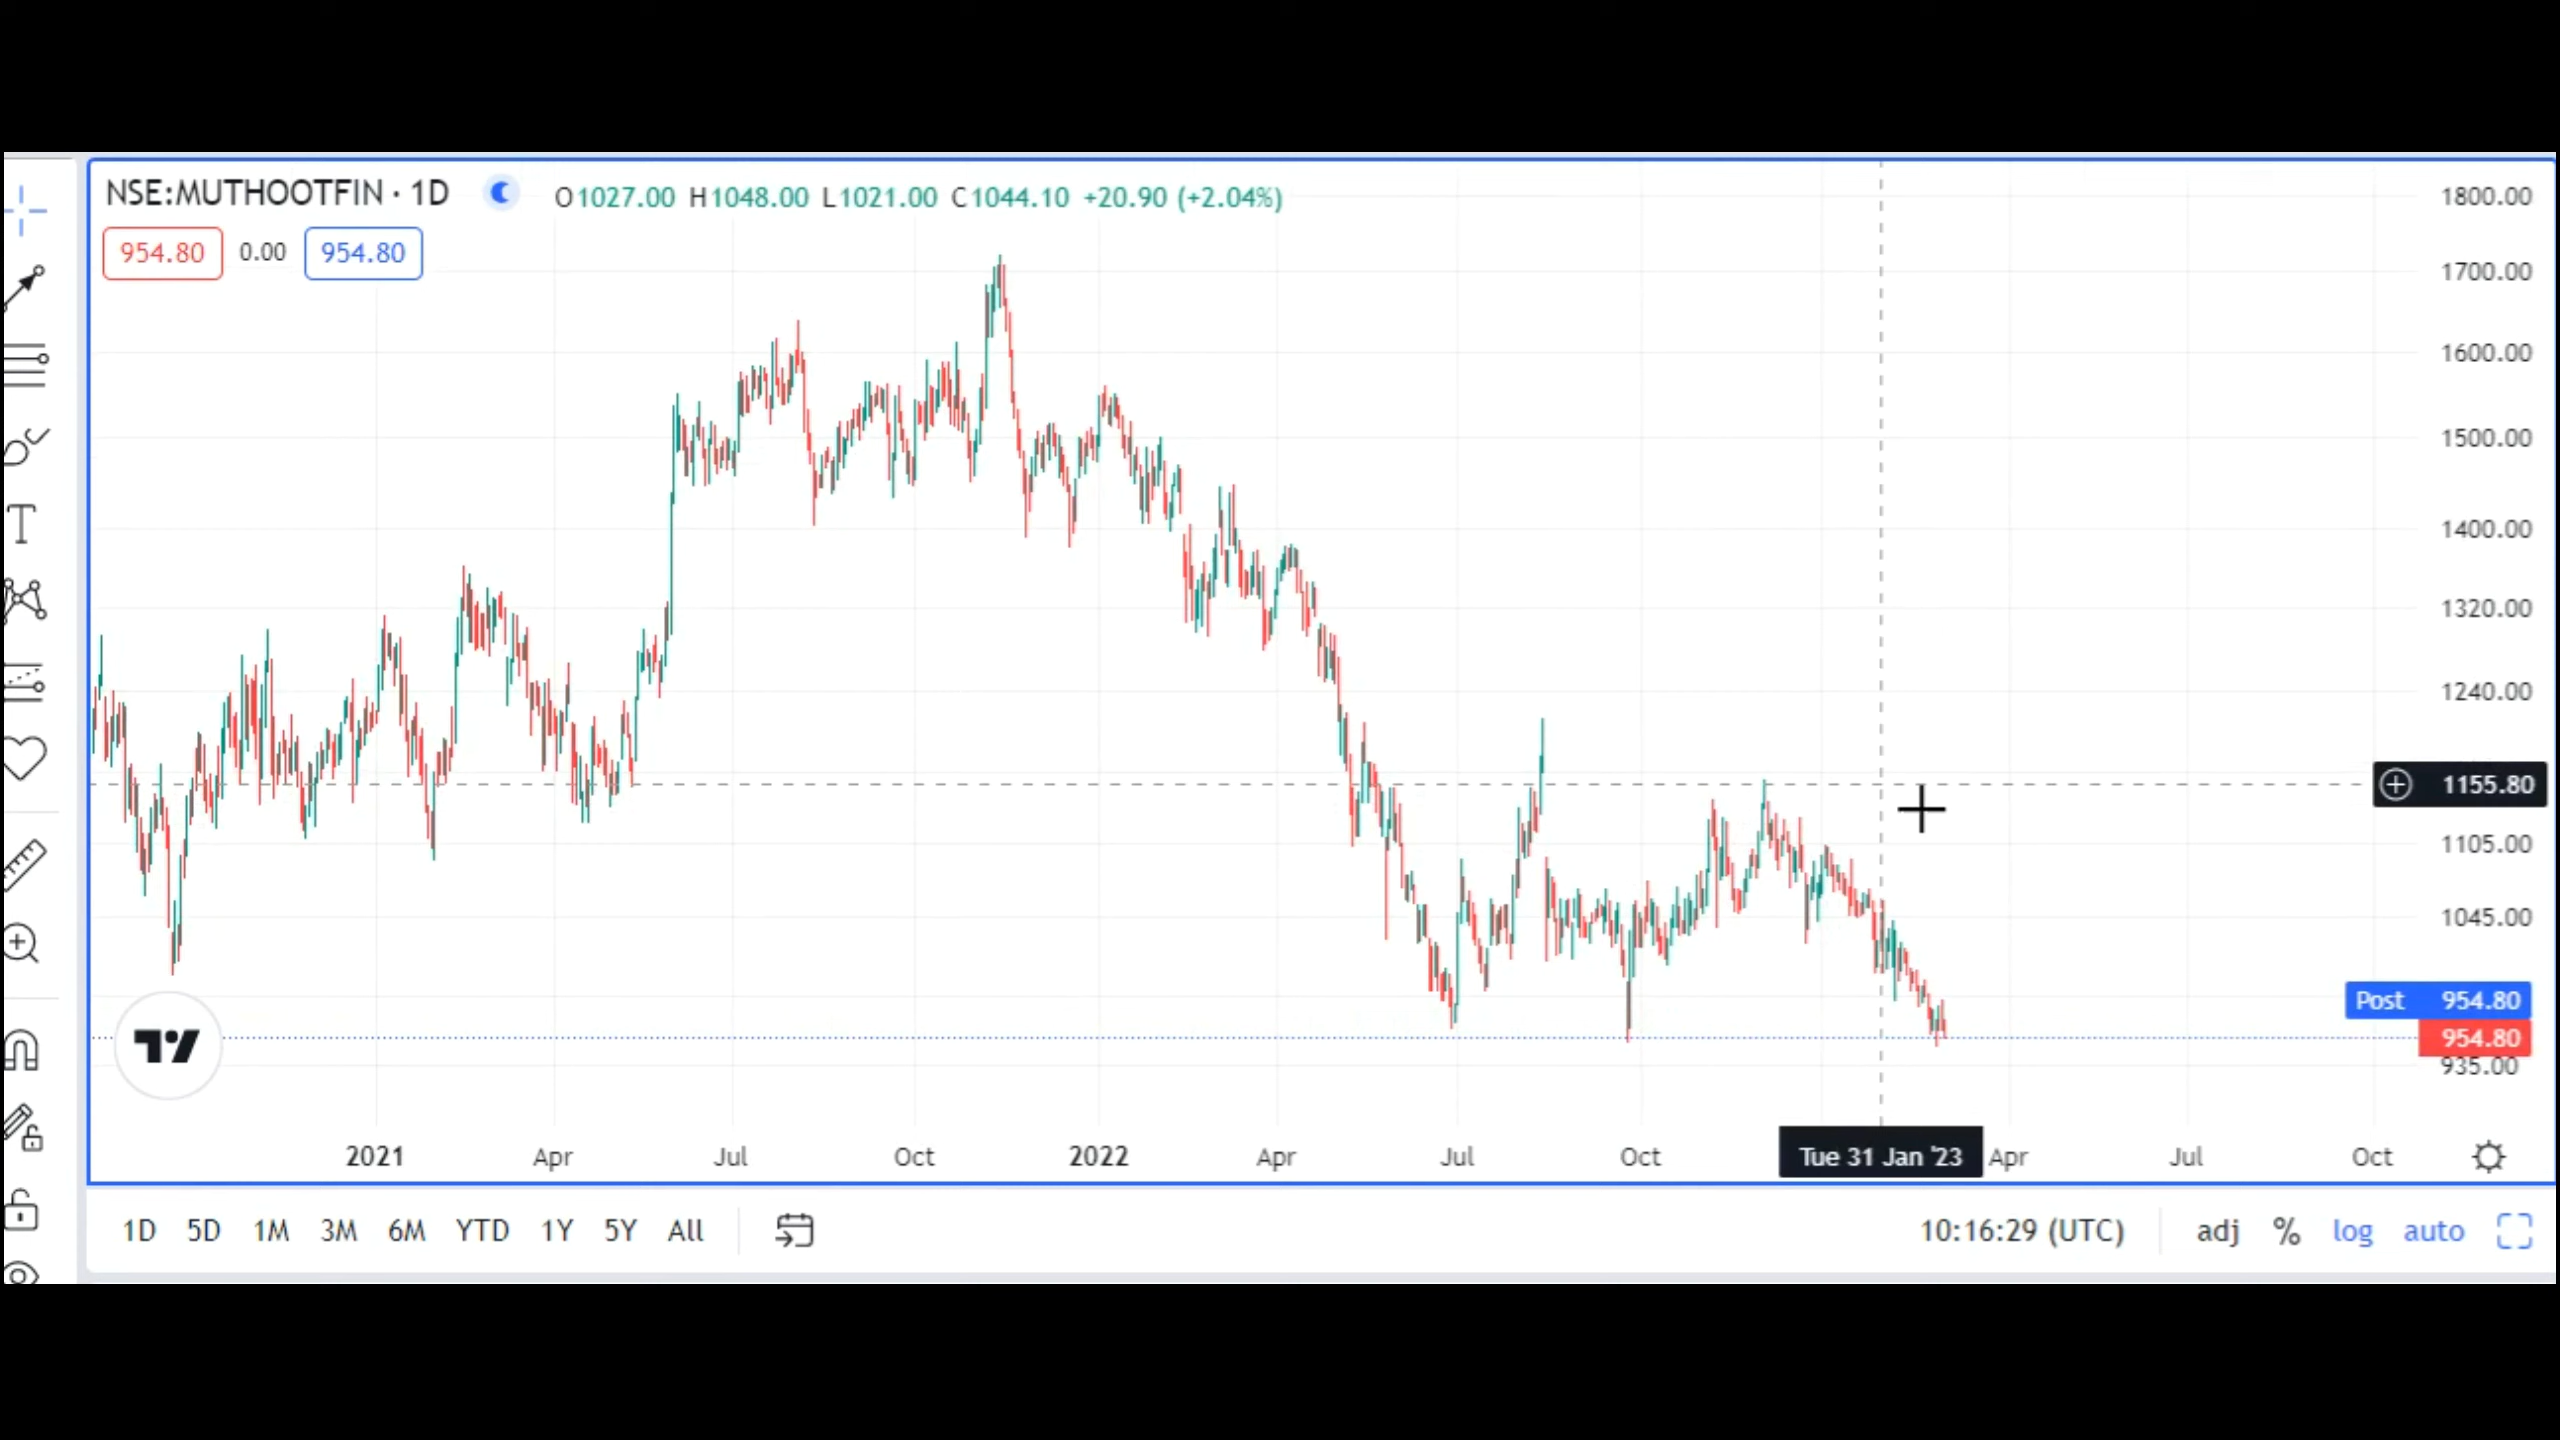 NSE:MUTHOOTFIN · 1D O1027.00 H1048.00 L1021.00 C1044.10 +20.90 (+2.04%)
954.80 0.00 954.80
1800.00
1700.00
1600.00
1500.00
1400.00
1320.00
1240.00
1155.80
1105.00
1045.00
Post 954.80
954.80
935.00
2021 Apr Jul Oct 2022 Apr Jul Oct Tue 31 Jan '23 Apr Jul Oct
1D 5D 1M 3M 6M YTD 1Y 5Y All 10:16:29 (UTC) adj % log auto